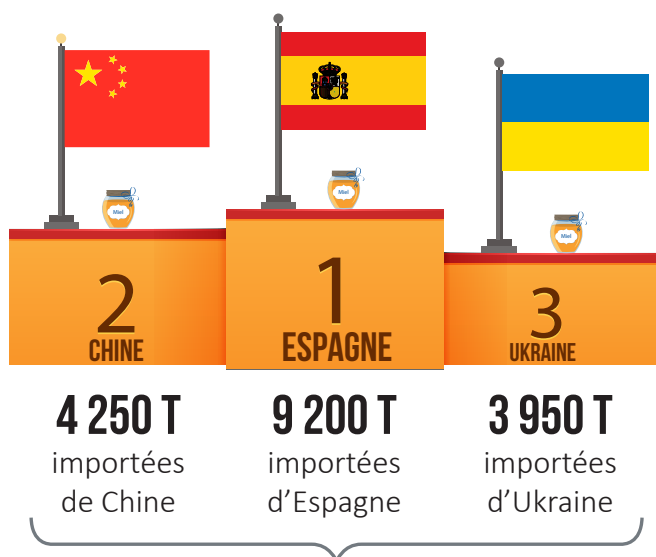 Miel
Miel
Miel
2
CHINE
1
ESPAGNE
3
UKRAINE
4 250 T
importées
de Chine
9 200 T
importées
d’Espagne
3 950 T
importées
d’Ukraine